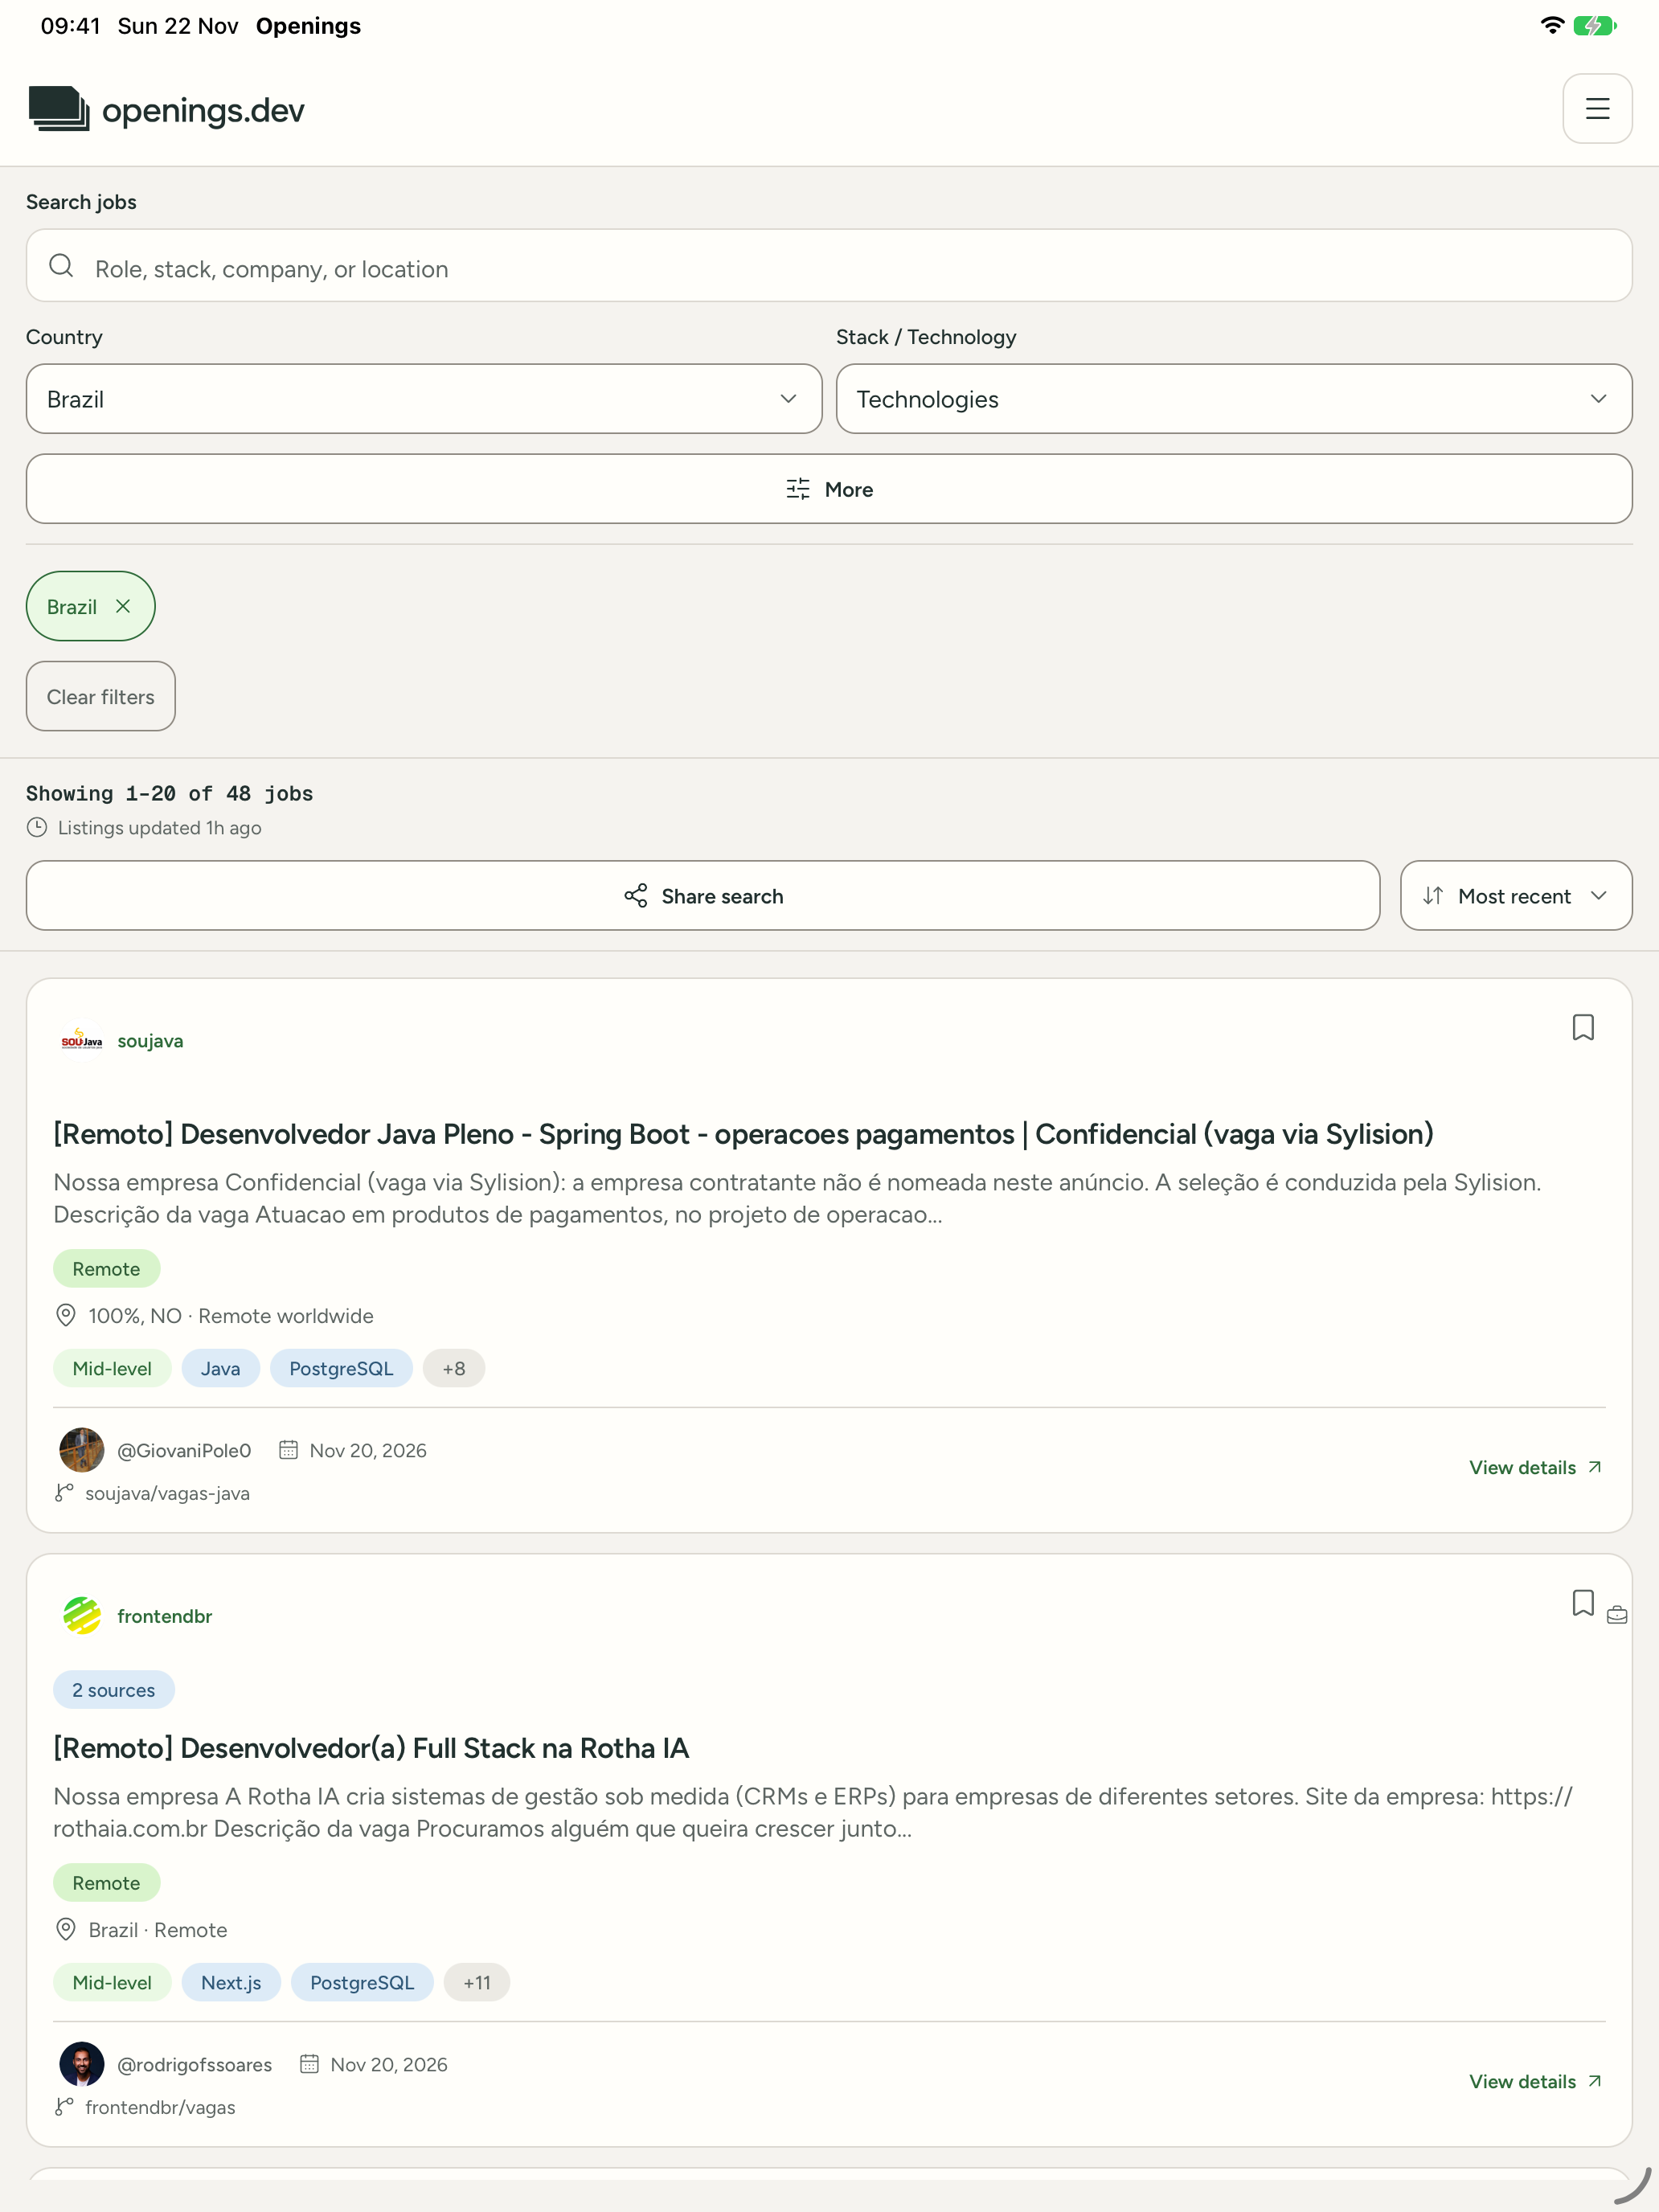 09:41 Sun 22 Nov Openings
openings.dev
Search jobs
Role, stack, company, or location
Country
Stack / Technology
Brazil
Technologies
More
Brazil
Clear filters
Showing 1–20 of 48 jobs
Listings updated 1h ago
Share search
Most recent
SOUJava
soujava
[Remoto] Desenvolvedor Java Pleno - Spring Boot - operacoes pagamentos | Confidencial (vaga via Sylision)
Nossa empresa Confidencial (vaga via Sylision): a empresa contratante não é nomeada neste anúncio. A seleção é conduzida pela Sylision.
Descrição da vaga Atuacao em produtos de pagamentos, no projeto de operacao...
Remote
100%, NO · Remote worldwide
Mid-level Java PostgreSQL +8
@GiovaniPole0 Nov 20, 2026
View details
soujava/vagas-java
frontendbr
2 sources
[Remoto] Desenvolvedor(a) Full Stack na Rotha IA
Nossa empresa A Rotha IA cria sistemas de gestão sob medida (CRMs e ERPs) para empresas de diferentes setores. Site da empresa: https://
rothaia.com.br Descrição da vaga Procuramos alguém que queira crescer junto...
Remote
Brazil · Remote
Mid-level Next.js PostgreSQL +11
@rodrigofssoares Nov 20, 2026
View details
frontendbr/vagas